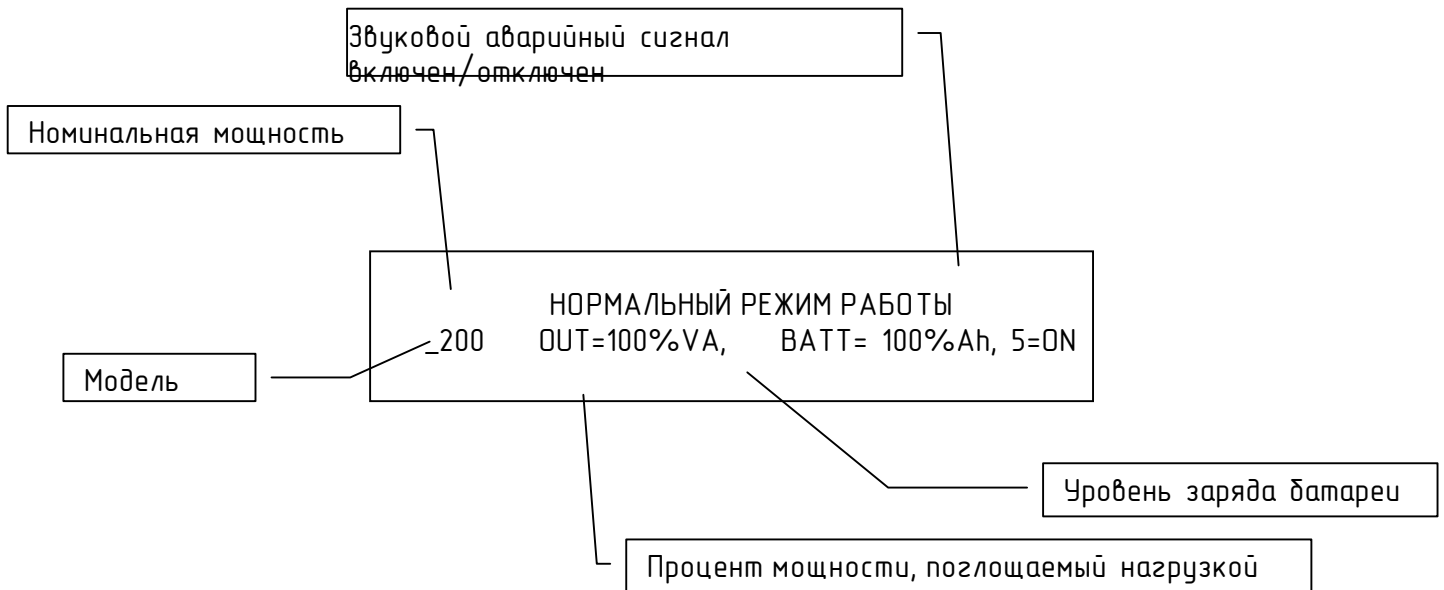 Звуковой аварийный сигнал
включен/отключен
Номинальная мощность
НОРМАЛЬНЫЙ РЕЖИМ РАБОТЫ
_200 OUT=100%VA, BATT= 100%Ah, 5=ON
Модель
Уровень заряда батареи
Процент мощности, поглощаемый нагрузкой